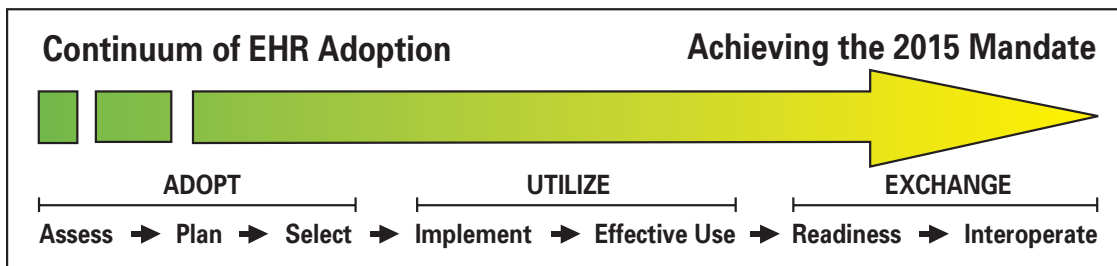 Continuum of EHR Adoption
Achieving the 2015 Mandate
ADOPT
UTILIZE
EXCHANGE
Assess Plan Select Implement Effective Use Readiness Interoperate